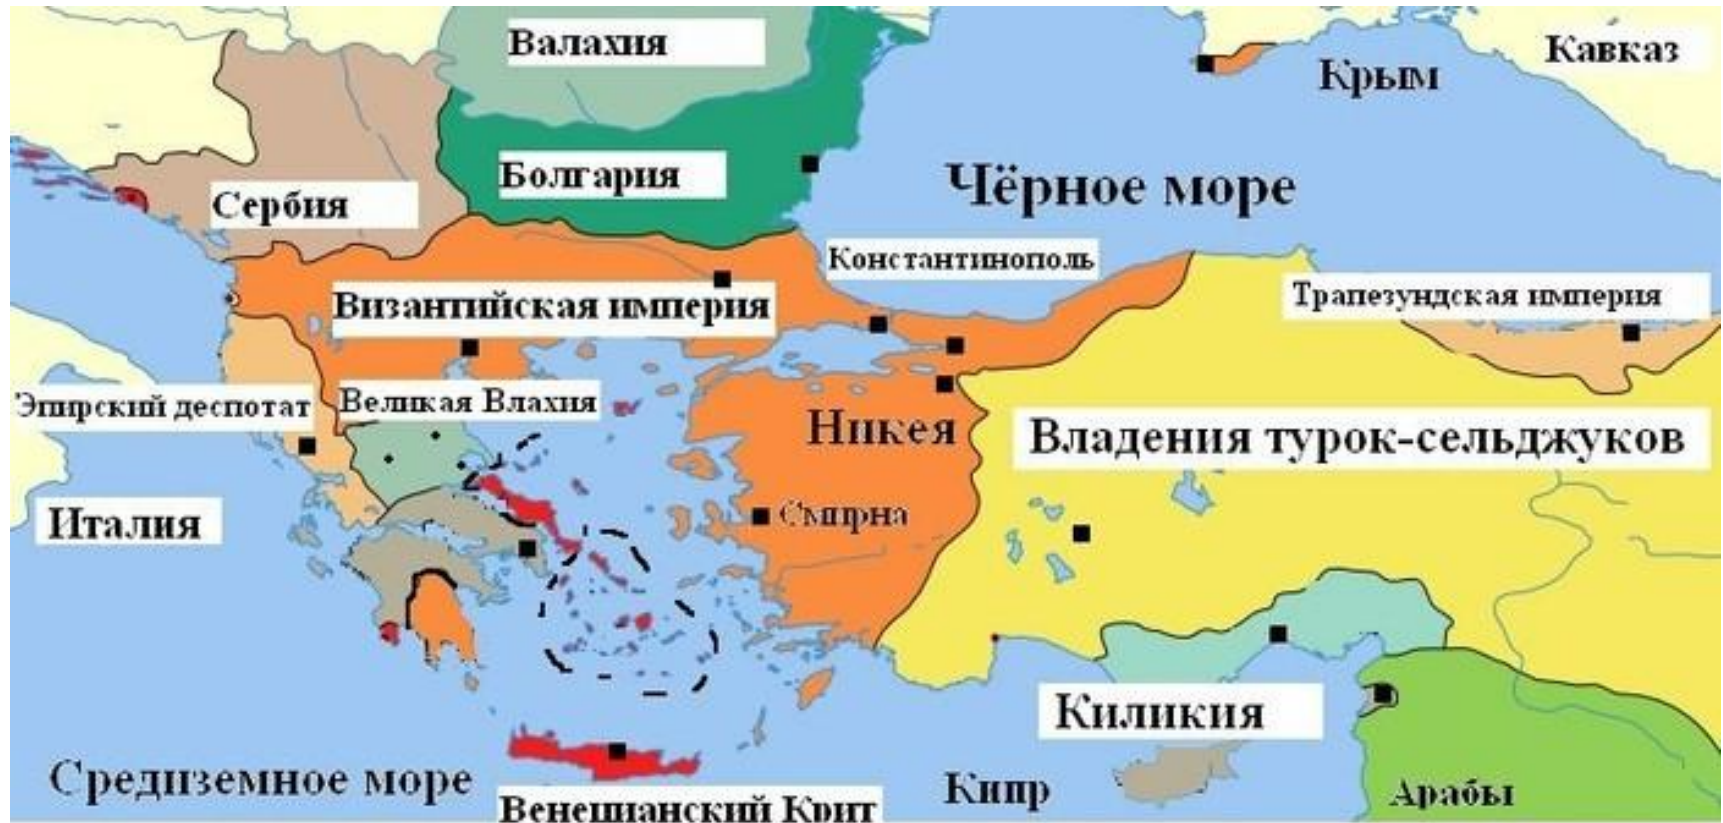 Валахия
Кавказ
Крым
Болгария
Чёрное море
Сербия
Константинополь
Византийская империя
Трапезундская империя
Эпирский деспотат
Великая Влахия
Никея
Владения турок-сельджуков
Италия
Смирна
Киликия
Средиземное море
Кипр
Арабы
Венецианский Крит